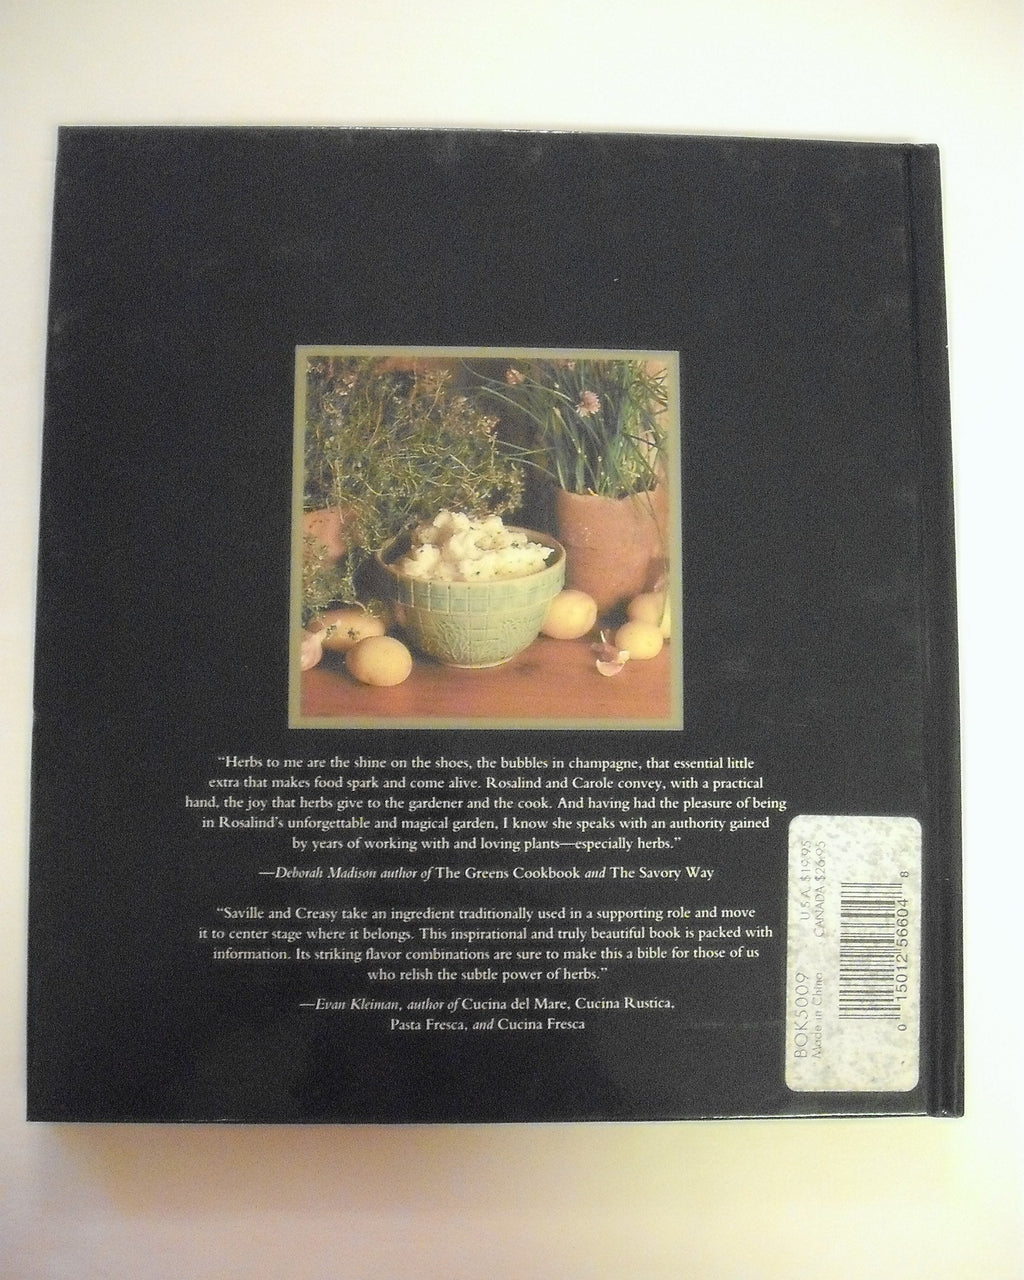 “Herbs to me are the shine on the shoes, the bubbles in champagne, that essential little
extra that makes food spark and come alive. Rosalind and Carole convey, with a practical
hand, the joy that herbs give to the gardener and the cook. And having had the pleasure of being
in Rosalind’s unforgettable and magical garden, I know she speaks with an authority gained
by years of working with and loving plants—especially herbs.”
—Deborah Madison author of The Greens Cookbook and The Savory Way
“Saville and Creasy take an ingredient traditionally used in a supporting role and move
it to center stage where it belongs. This inspirational and truly beautiful book is packed with
information. Its striking flavor combinations are sure to make this a bible for those of us
who relish the subtle power of herbs.”
—Evan Kleiman, author of Cucina del Mare, Cucina Rustica,
Pasta Fresca, and Cucina Fresca
BOK5009
Made in China
U.S.A. $19.95
CANADA $26.95
0 15012 56604 8